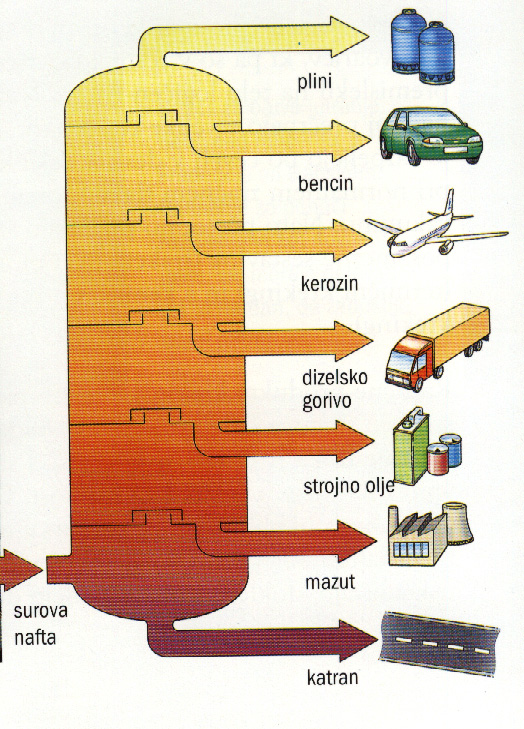 plini
bencin
kerozin
dizelsko
gorivo
strojno olje
mazut
surova
nafta
katran